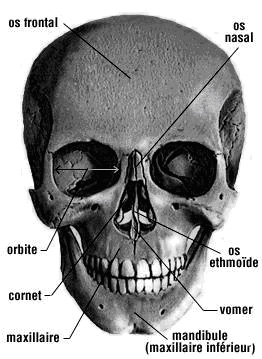 os frontal
os
nasal
orbite
os
ethmoïde
cornet
vomer
maxillaire
mandibule
(maxillaire inférieur)